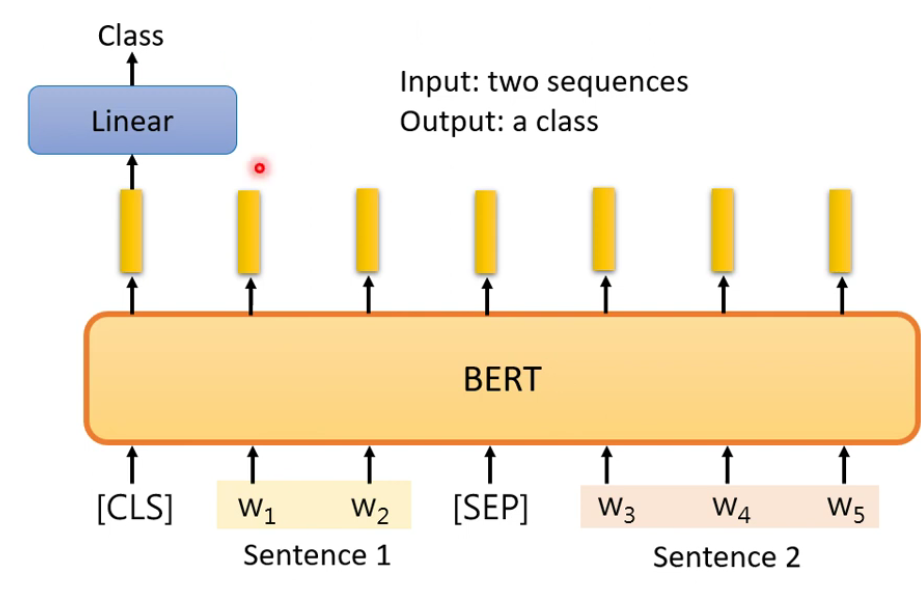 Class
Linear
Input: two sequences
Output: a class
BERT
[CLS] w₁ w₂ [SEP] w₃ w₄ w₅
Sentence 1 Sentence 2